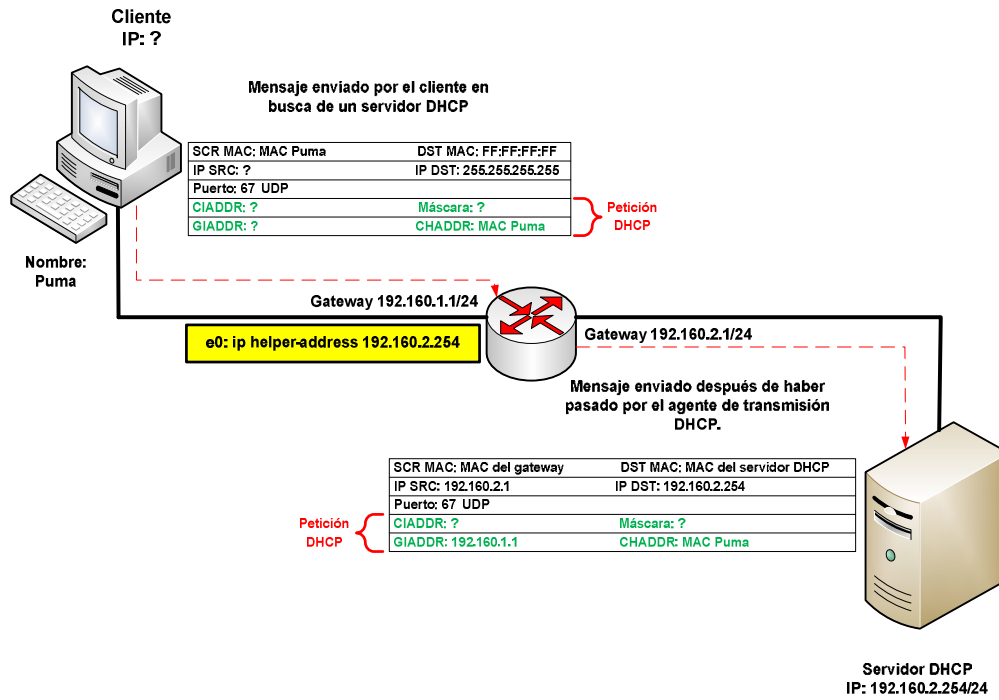 Cliente
IP: ?
Mensaje enviado por el cliente en
busca de un servidor DHCP
SCR MAC: MAC Puma DST MAC: FF:FF:FF:FF
IP SRC: ? IP DST: 255.255.255.255
Puerto: 67 UDP
CIADDR: ? Máscara: ?
GIADDR: ? CHADDR: MAC Puma
Petición
DHCP
Nombre:
Puma
Gateway 192.160.1.1/24
e0: ip helper-address 192.160.2.254
Gateway 192.160.2.1/24
Mensaje enviado después de haber
pasado por el agente de transmisión
DHCP.
SCR MAC: MAC del gateway DST MAC: MAC del servidor DHCP
IP SRC: 192.160.2.1 IP DST: 192.160.2.254
Puerto: 67 UDP
CIADDR: ? Máscara: ?
GIADDR: 192.160.1.1 CHADDR: MAC Puma
Petición
DHCP
Servidor DHCP
IP: 192.160.2.254/24